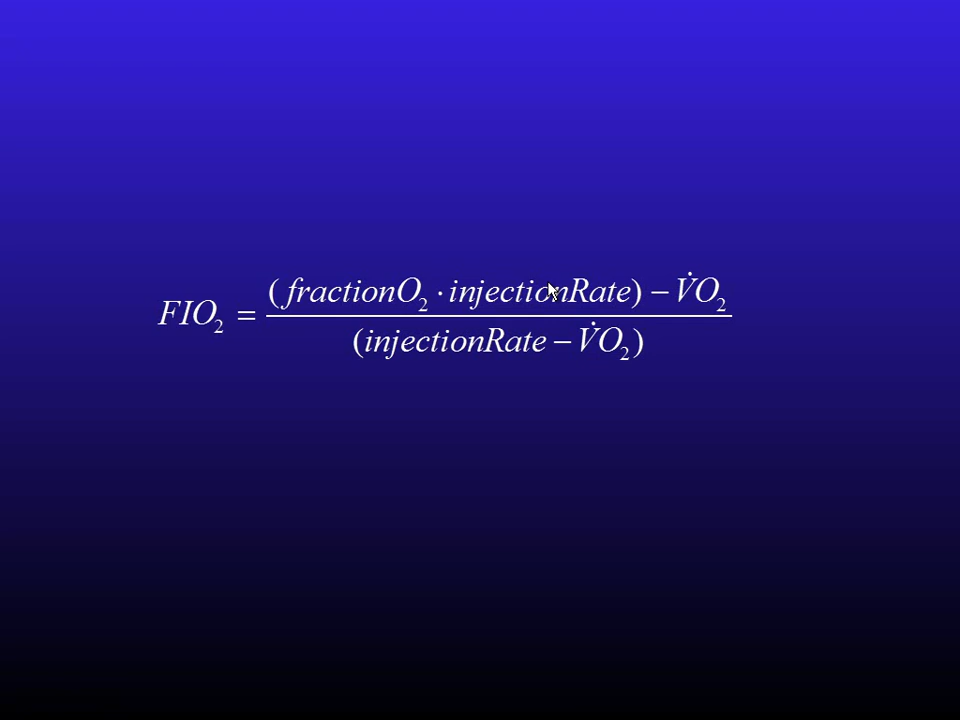 FIO₂ = ( fractionO₂ · injectionRate) − V̇O₂ / (injectionRate − V̇O₂ )